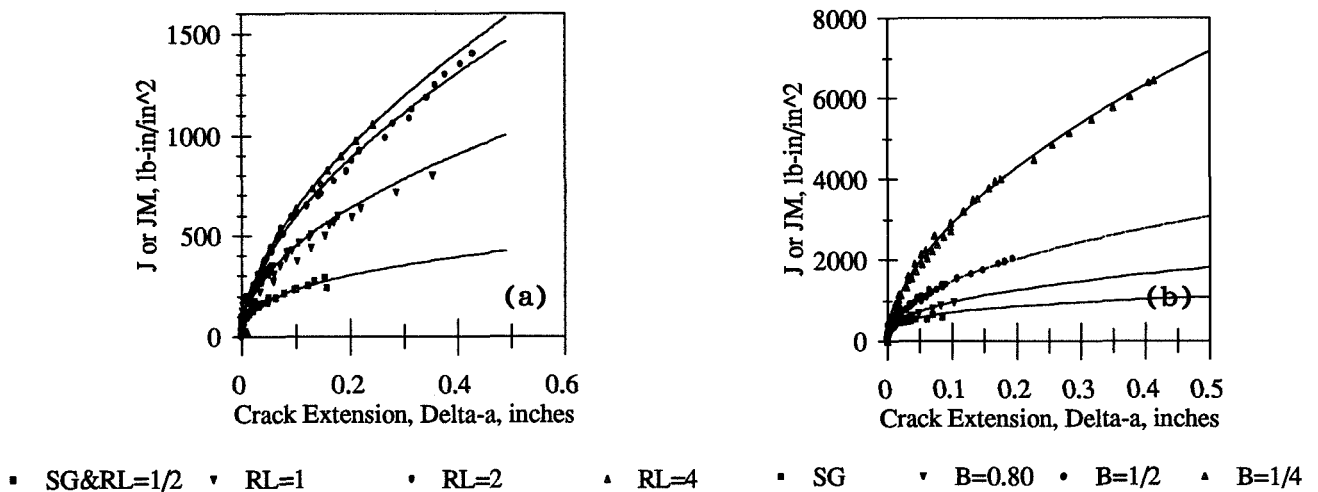 1500
1000
500
0
J or JM, lb-in/in^2
(a)
0 0.2 0.4 0.6
Crack Extension, Delta-a, inches
SG&RL=1/2 RL=1 RL=2 RL=4
8000
6000
4000
2000
0
J or JM, lb-in/in^2
(b)
0 0.1 0.2 0.3 0.4 0.5
Crack Extension, Delta-a, inches
SG B=0.80 B=1/2 B=1/4